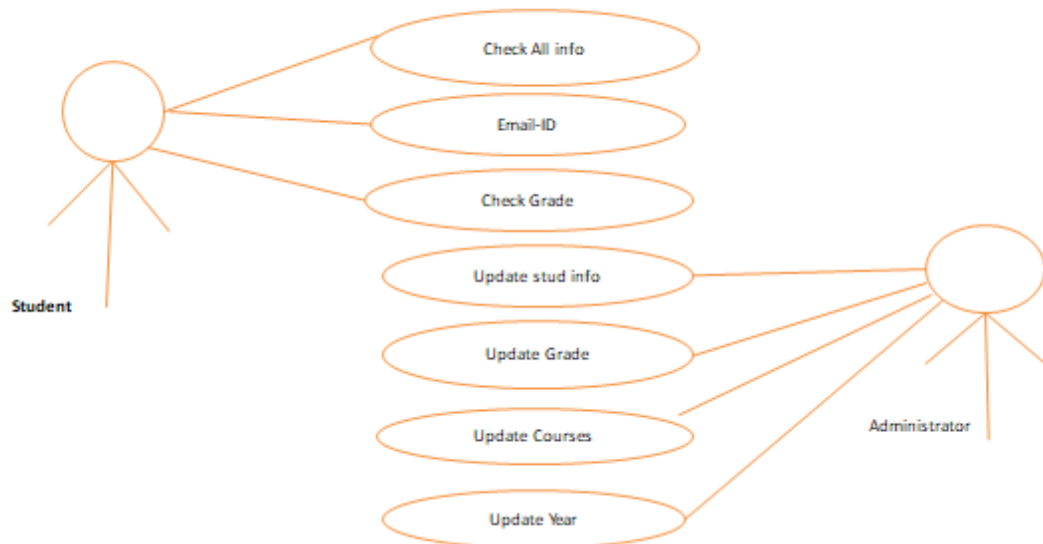 Check All info
Email-ID
Check Grade
Update stud info
Student
Update Grade
Update Courses
Administrator
Update Year